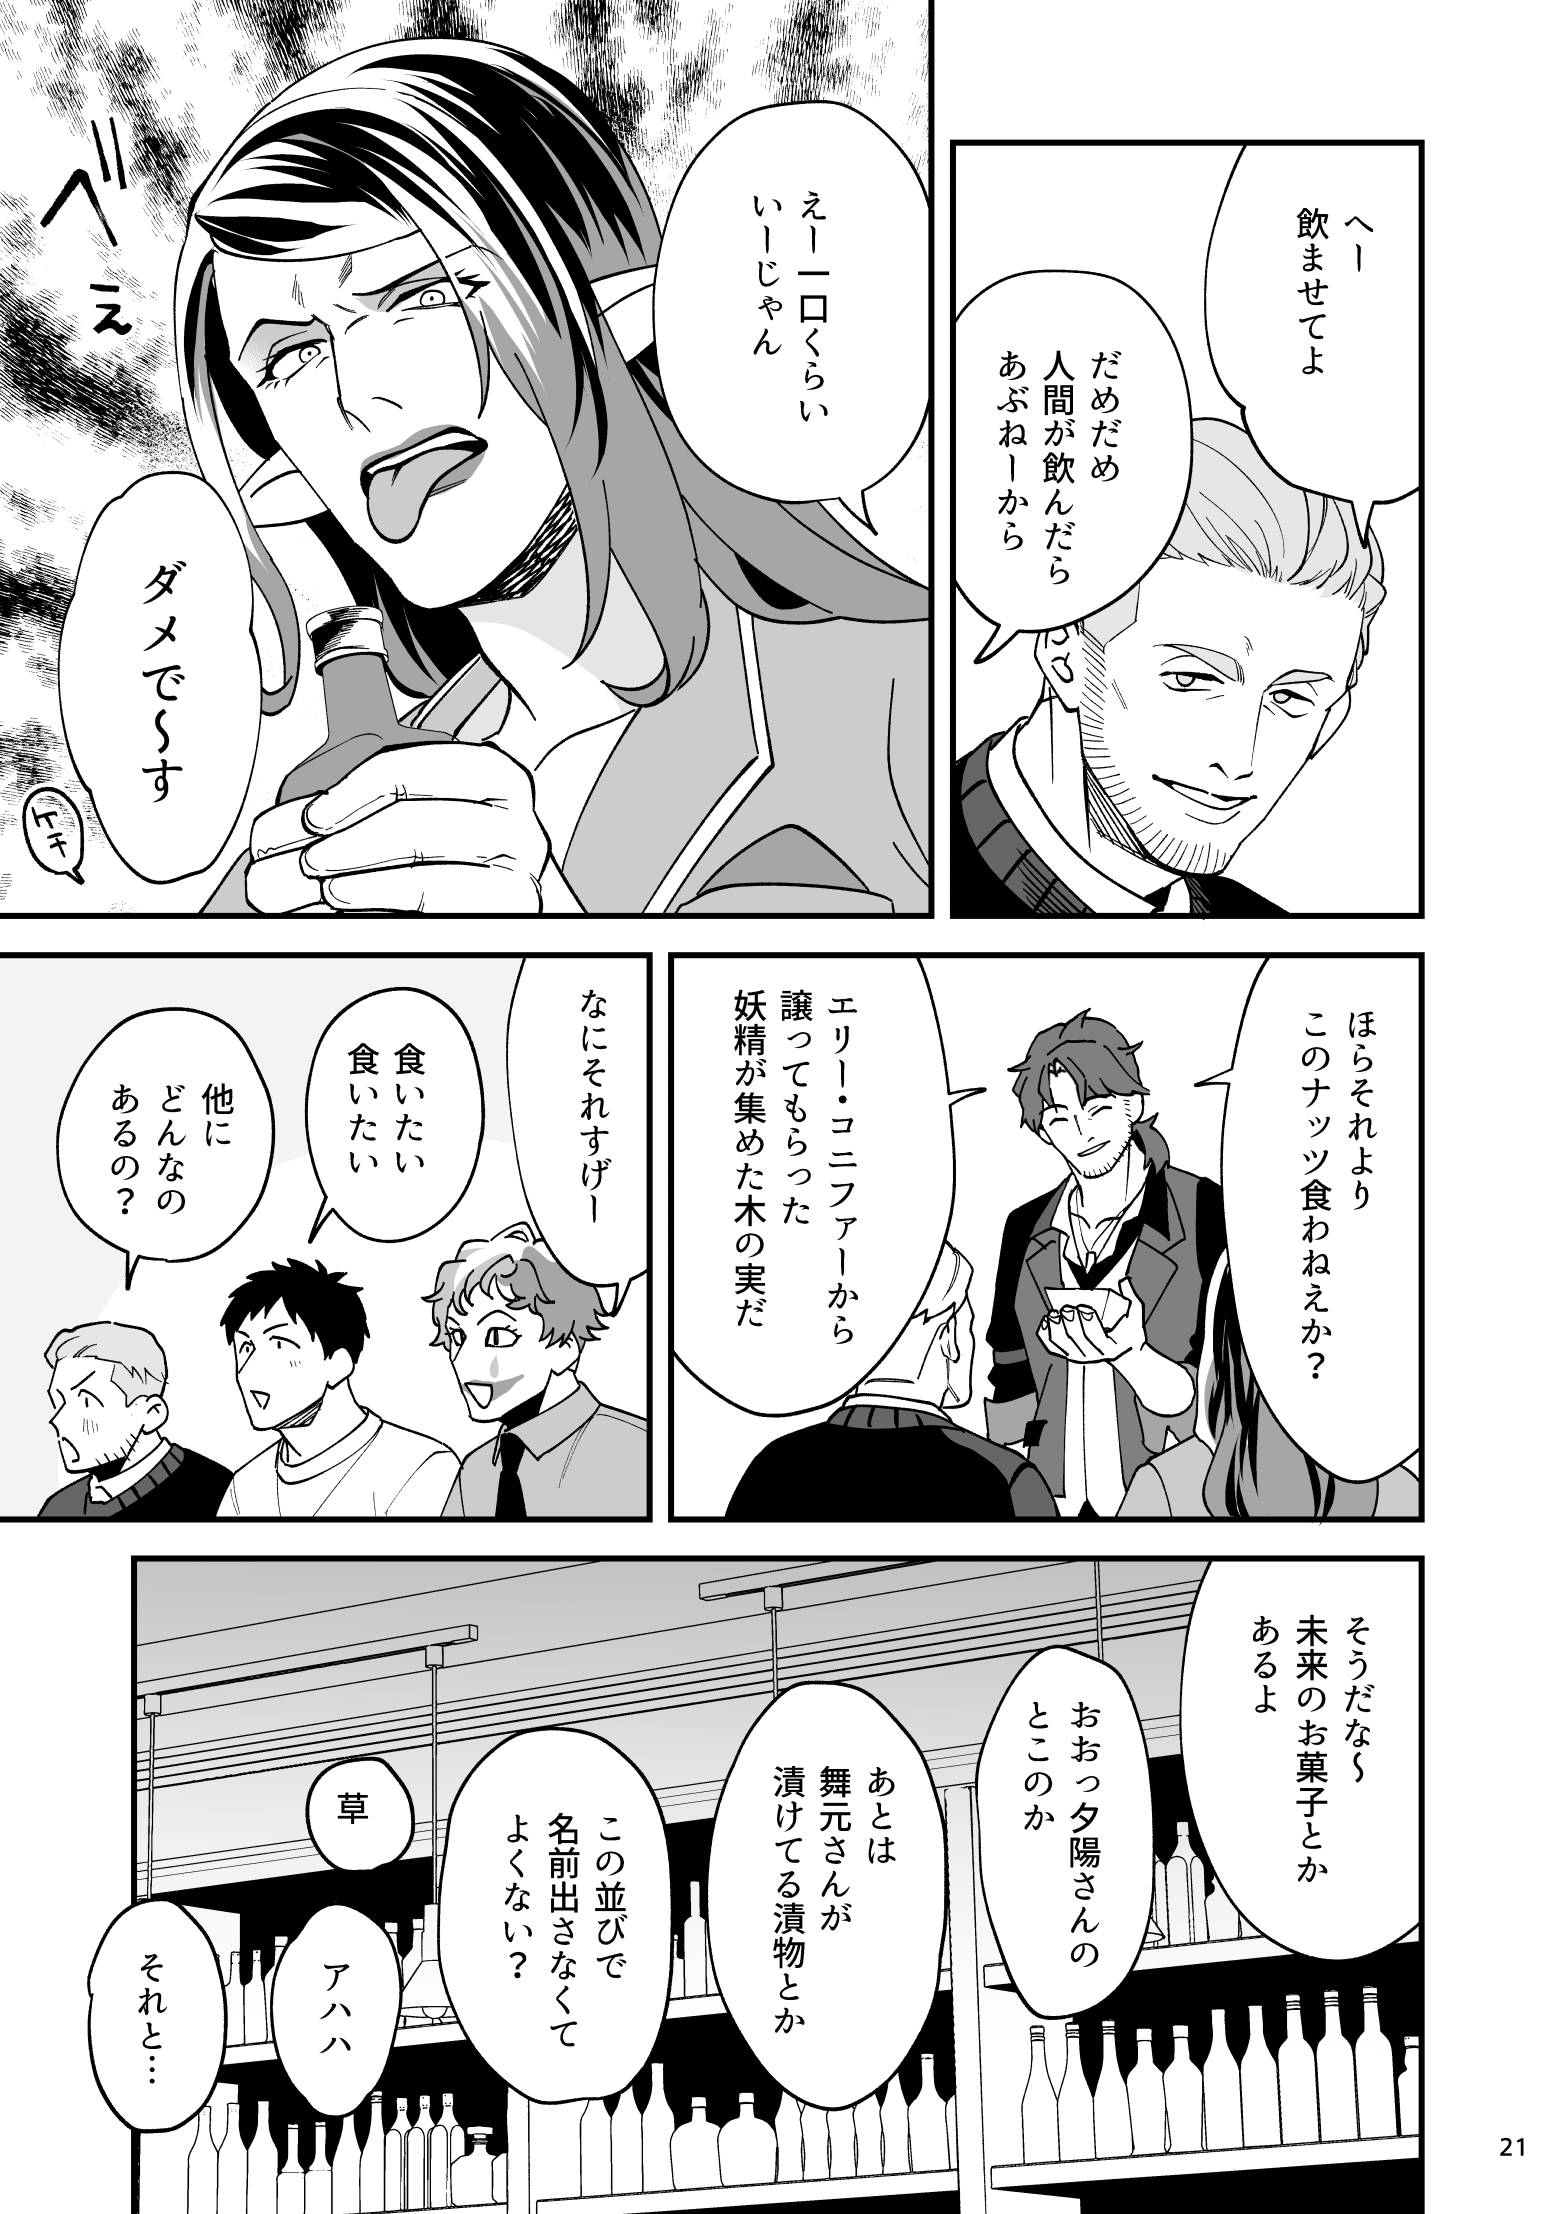 へー
飲ませてよ
だめだめ
人間が飲んだら
あぶねーから
えー一口くらい
いーじゃん
べぇ
ダメで〜す
ケチ
ほらそれより
このナッツ食わねえか？
エリー・コニファーから
譲ってもらった
妖精が集めた木の実だ
なにそれすげー
食いたい
食いたい
他に
どんなの
あるの？
そうだな〜
未来のお菓子とか
あるよ
おおっ夕陽さんの
とこのか
あとは
舞元さんが
漬けてる漬物とか
この並びで
名前出さなくて
よくない？
草
アハハ
それと…
21